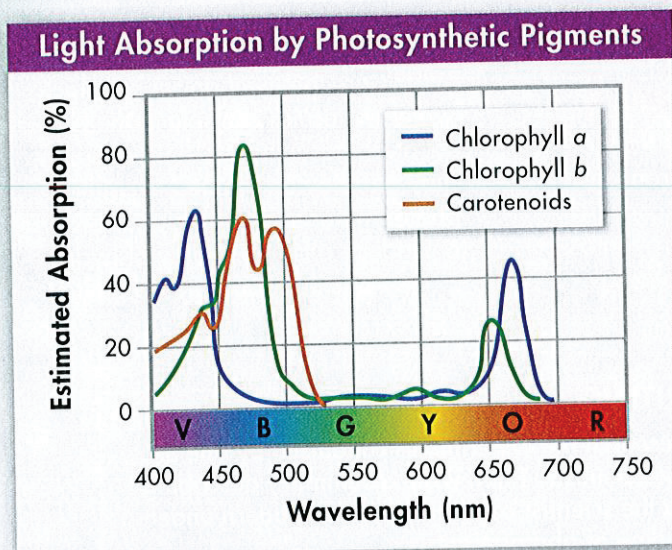 Light Absorption by Photosynthetic Pigments
Estimated Absorption (%)
100
80
60
40
20
0
Chlorophyll a
Chlorophyll b
Carotenoids
V B G Y O R
400 450 500 550 600 650 700 750
Wavelength (nm)